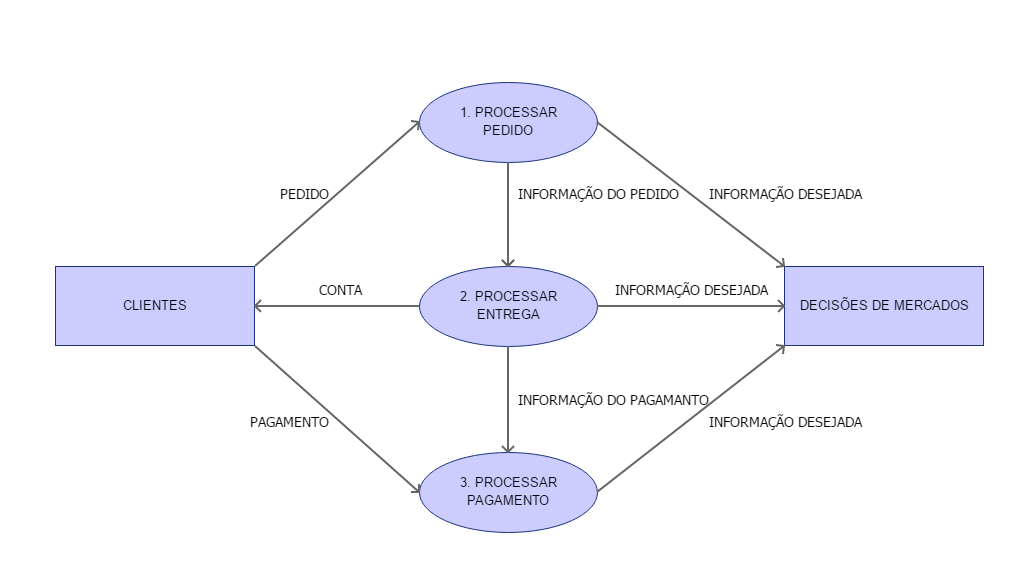 1. PROCESSAR
PEDIDO
PEDIDO
INFORMAÇÃO DO PEDIDO
INFORMAÇÃO DESEJADA
CLIENTES
CONTA
2. PROCESSAR
ENTREGA
INFORMAÇÃO DESEJADA
DECISÕES DE MERCADOS
PAGAMENTO
INFORMAÇÃO DO PAGAMANTO
INFORMAÇÃO DESEJADA
3. PROCESSAR
PAGAMENTO